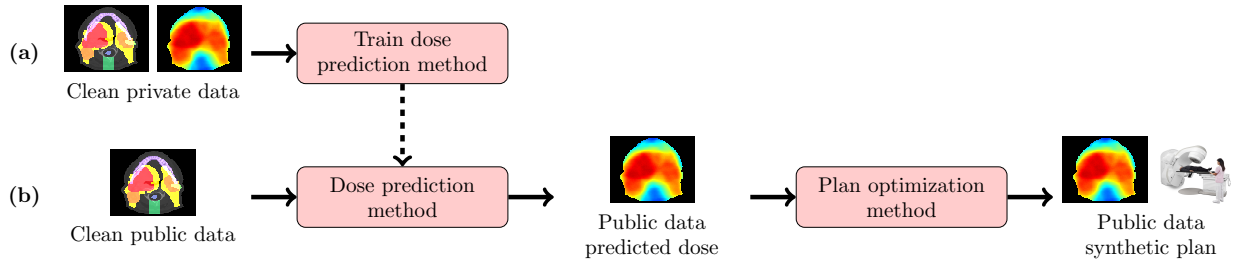 (a)
Train dose
prediction method
Clean private data
(b)
Dose prediction
method
Plan optimization
method
Clean public data
Public data
predicted dose
Public data
synthetic plan